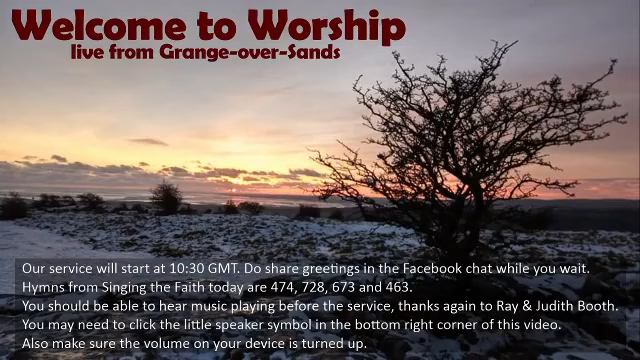 Welcome to Worship
live from Grange-over-Sands
Our service will start at 10:30 GMT. Do share greetings in the Facebook chat while you wait.
Hymns from Singing the Faith today are 474, 728, 673 and 463.
You should be able to hear music playing before the service, thanks again to Ray & Judith Booth.
You may need to click the little speaker symbol in the bottom right corner of this video.
Also make sure the volume on your device is turned up.